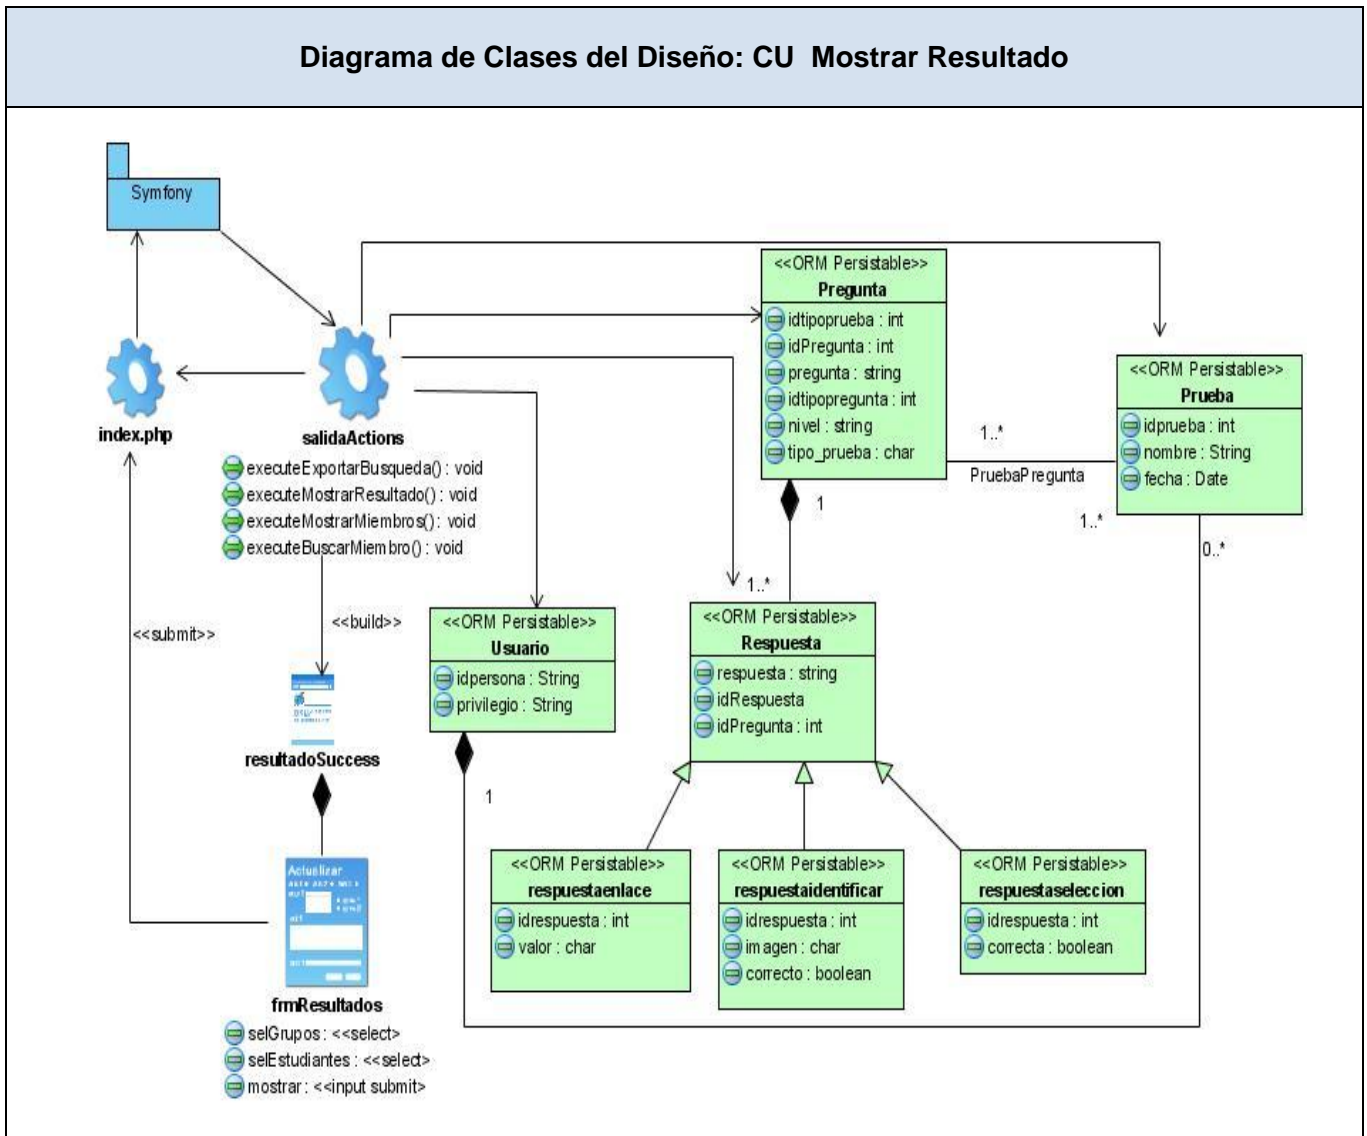 Diagrama de Clases del Diseño: CU  Mostrar Resultado
Symfony
index.php
salidaActions
executeExportarBusqueda() : void
executeMostrarResultado() : void
executeMostrarMiembros() : void
executeBuscarMiembro() : void
<<submit>>
<<build>>
resultadoSuccess
Actualizar
frmResultados
selGrupos : <<select>
selEstudiantes : <<select>
mostrar : <<input submit>
<<ORM Persistable>>
Pregunta
idtipoprueba : int
idPregunta : int
pregunta : string
idtipopregunta : int
nivel : string
tipo_prueba : char
1..*
PruebaPregunta
1..*
<<ORM Persistable>>
Prueba
idprueba : int
nombre : String
fecha : Date
0..*
1
1..*
<<ORM Persistable>>
Usuario
idpersona : String
privilegio : String
1
<<ORM Persistable>>
Respuesta
respuesta : string
idRespuesta
idPregunta : int
<<ORM Persistable>>
respuestaenlace
idrespuesta : int
valor : char
<<ORM Persistable>>
respuestaidentificar
idrespuesta : int
imagen : char
correcto : boolean
<<ORM Persistable>>
respuestaseleccion
idrespuesta : int
correcta : boolean